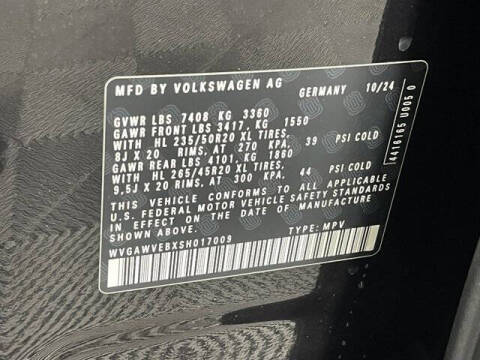 MFD BY VOLKSWAGEN AG GERMANY 10/24
GVWR LBS 7408 KG 3360
GAWR FRONT LBS 3417, KG 1550
WITH HL 235/50R20 XL TIRES.
8J X 20 RIMS, AT 270 KPA. 39 PSI COLD
GAWR REAR LBS 4101, KG 1860
WITH HL 265/45R20 XL TIRES.
9.5J X 20 RIMS, AT 300 KPA. 44 PSI COLD
THIS VEHICLE CONFORMS TO ALL APPLICABLE
U.S. FEDERAL MOTOR VEHICLE SAFETY STANDARDS
IN EFFECT ON THE DATE OF MANUFACTURE
SHOWN ABOVE.
WVGAWVEBXSH017009 TYPE: MPV
4416165 U005 0